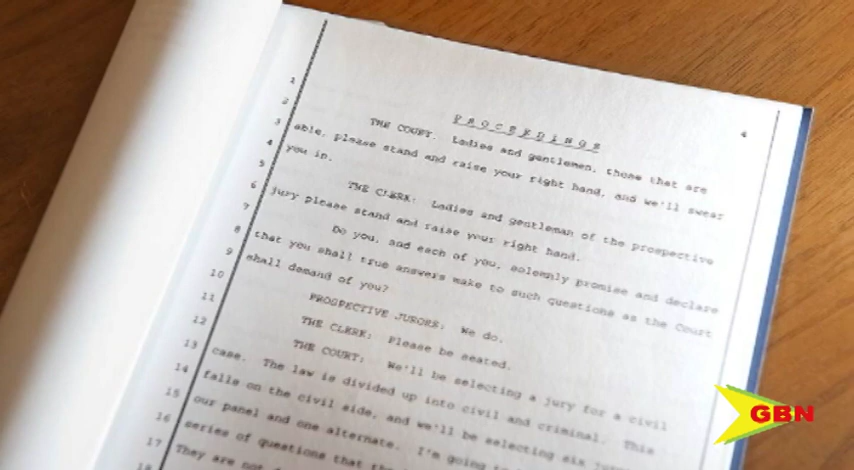 4
P R O C E E D I N G S
1 THE COURT: Ladies and gentlemen, those that are
2 able, please stand and raise your right hand, and we'll swear
3 you in.
4 THE CLERK: Ladies and gentleman of the prospective
5 jury please stand and raise your right hand.
6 Do you, and each of you, solemnly promise and declare
7 that you shall true answers make to such questions as the Court
8 shall demand of you?
9 PROSPECTIVE JURORS: We do.
10 THE CLERK: Please be seated.
11 THE COURT: We'll be selecting a jury for a civil
12 case. The law is divided up into civil and criminal. This
13 falls on the civil side, and we'll be selecting six
14 our panel and one alternate. I'm going
15 series of questions that
16 They are not
17
18
GBN